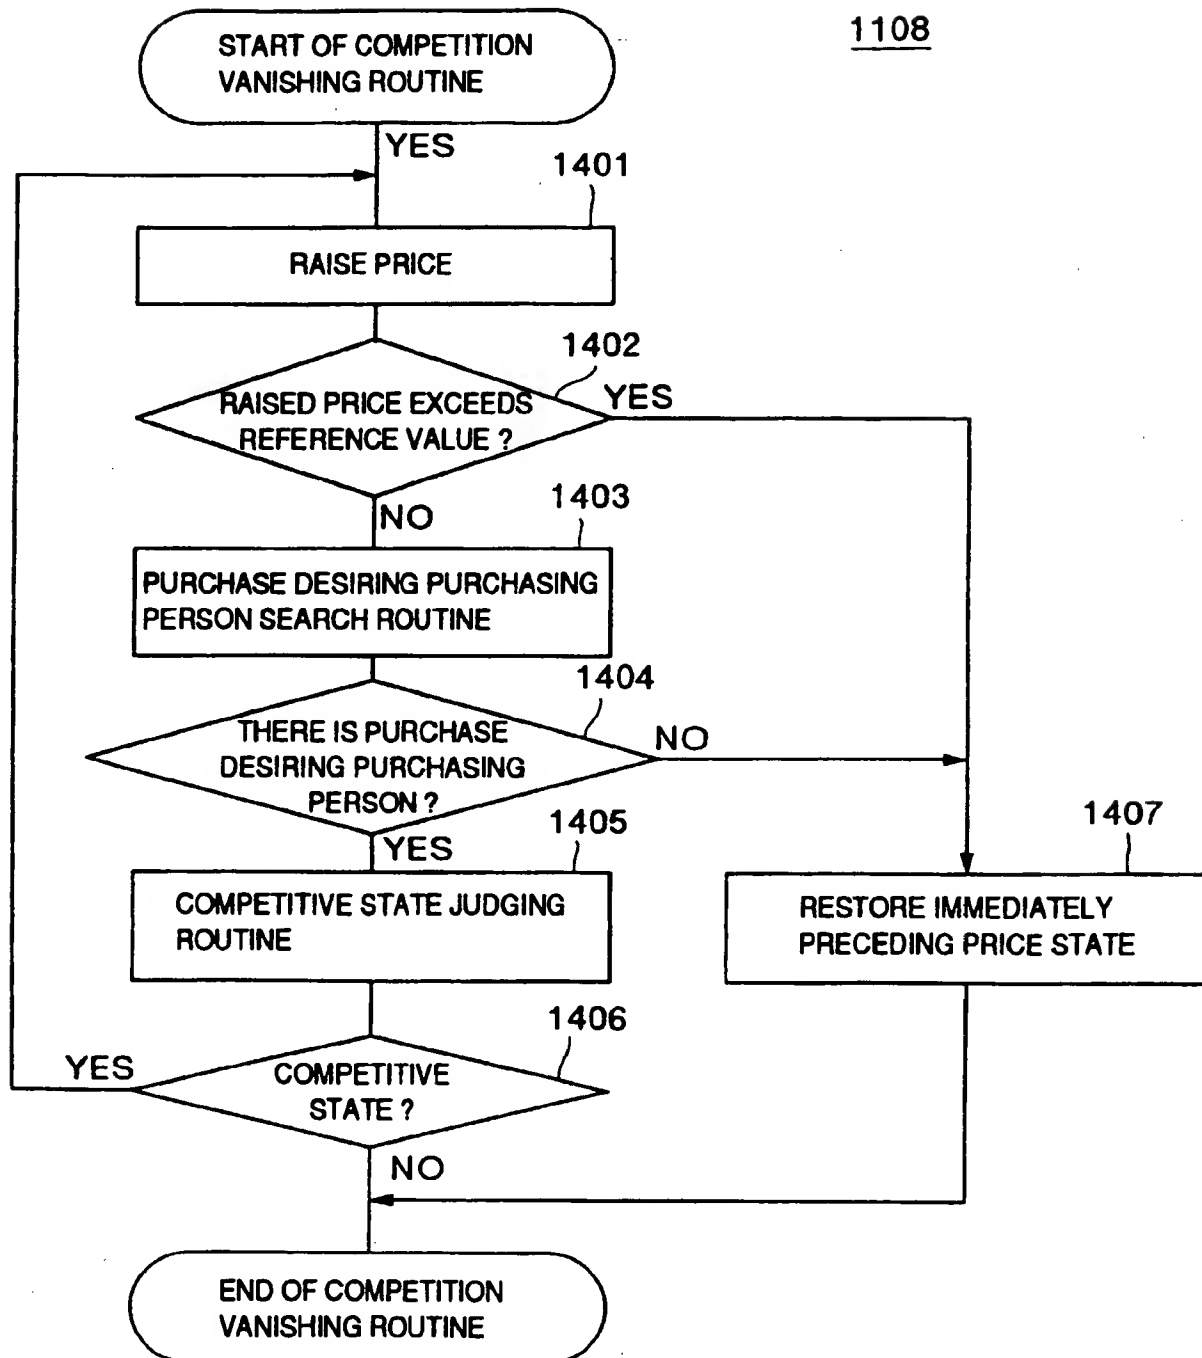 1108
START OF COMPETITION
VANISHING ROUTINE
YES
1401
RAISE PRICE
1402
RAISED PRICE EXCEEDS
REFERENCE VALUE ?
YES
NO
1403
PURCHASE DESIRING PURCHASING
PERSON SEARCH ROUTINE
1404
THERE IS PURCHASE
DESIRING PURCHASING
PERSON ?
NO
YES
1405
COMPETITIVE STATE JUDGING
ROUTINE
1407
RESTORE IMMEDIATELY
PRECEDING PRICE STATE
1406
COMPETITIVE
STATE ?
YES
NO
END OF COMPETITION
VANISHING ROUTINE